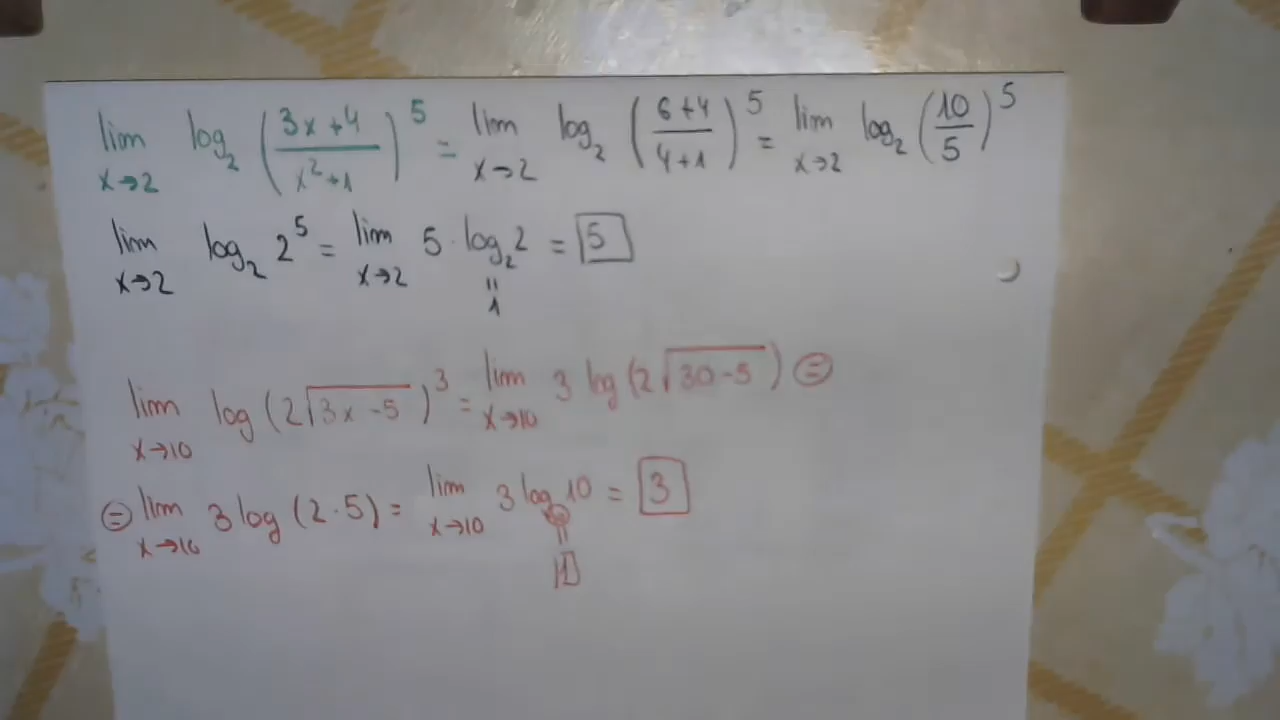 lim x→2 log₂ ((3x+4)/(x²+1))⁵ = lim x→2 log₂ ((6+4)/(4+1))⁵ = lim x→2 log₂ (10/5)⁵
lim x→2 log₂ 2⁵ = lim x→2 5·log₂2 = 5
"
1
lim x→10 log (2√(3x-5))³ = lim x→10 3 log (2√(30-5)) =
= lim x→10 3 log (2·5) = lim x→10 3 log 10 = 3
"
1